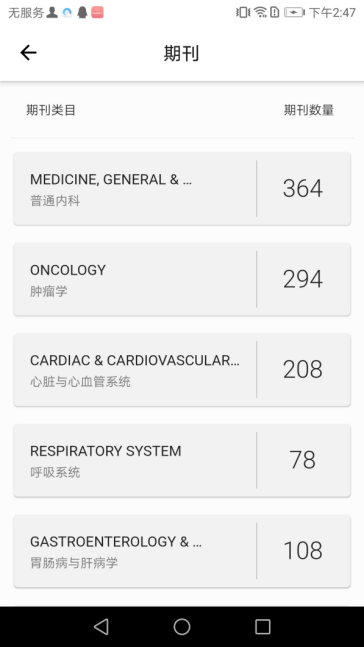 无服务
下午2:47
期刊
期刊类目
期刊数量
MEDICINE, GENERAL & ...
普通内科
364
ONCOLOGY
肿瘤学
294
CARDIAC & CARDIOVASCULAR...
心脏与心血管系统
208
RESPIRATORY SYSTEM
呼吸系统
78
GASTROENTEROLOGY & ...
胃肠病与肝病学
108